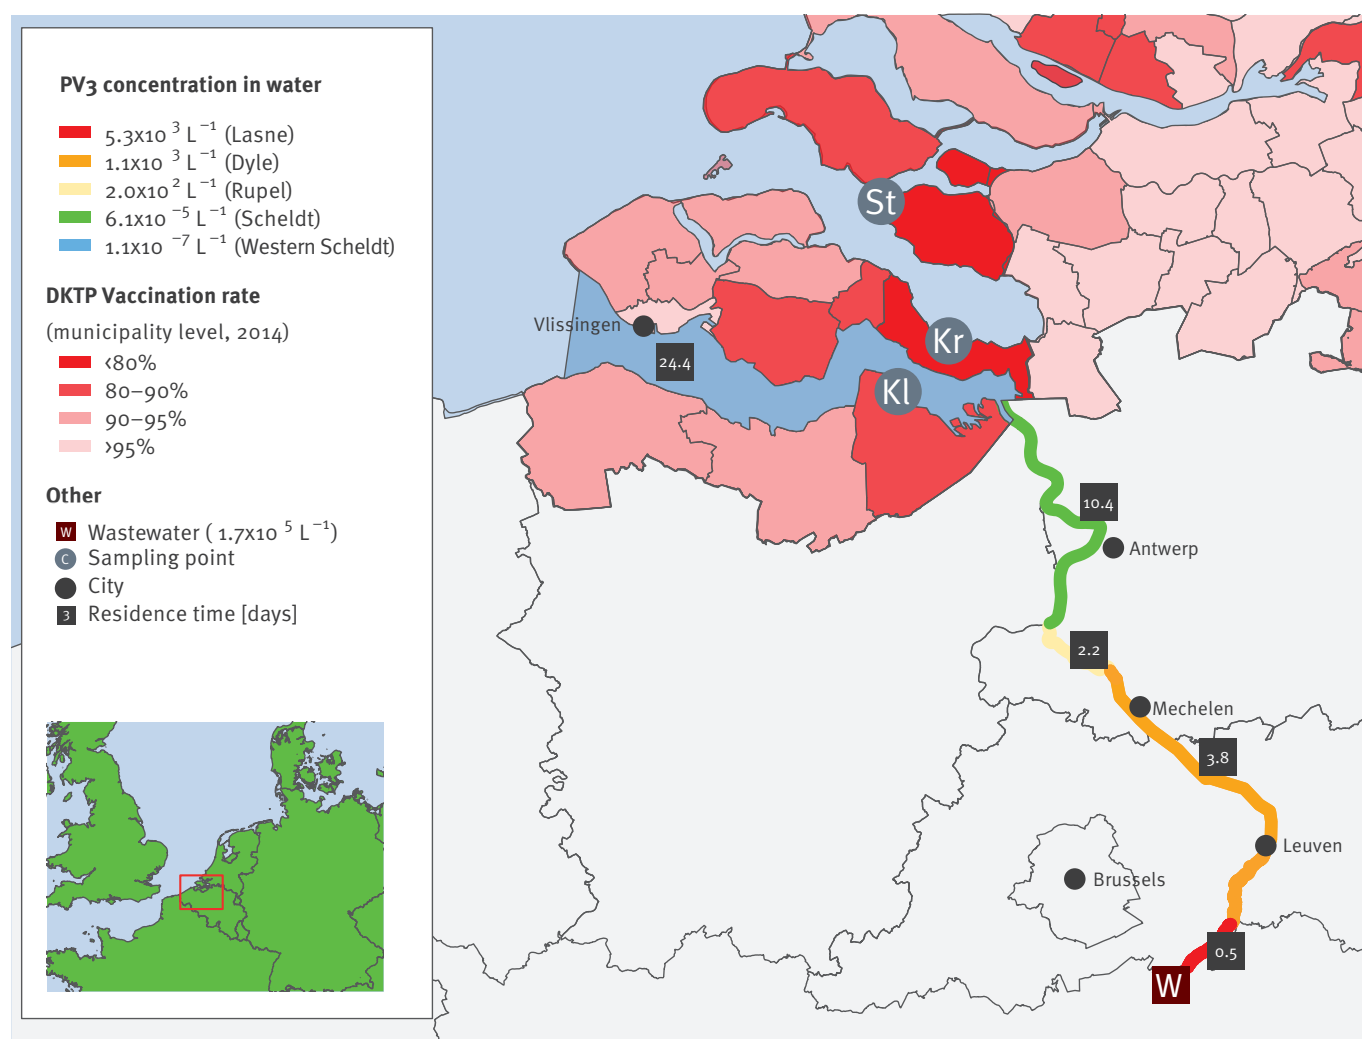 PV3 concentration in water
5.3x10 ³ L⁻¹ (Lasne)
1.1x10 ³ L⁻¹ (Dyle)
2.0x10 ² L⁻¹ (Rupel)
6.1x10 ⁻⁵ L⁻¹ (Scheldt)
1.1x10 ⁻⁷ L⁻¹ (Western Scheldt)
DKTP Vaccination rate
(municipality level, 2014)
<80%
80–90%
90–95%
>95%
Other
W Wastewater ( 1.7x10 ⁵ L⁻¹)
C Sampling point
City
3 Residence time [days]
St
Vlissingen
24.4
Kr
Kl
10.4
Antwerp
2.2
Mechelen
3.8
Leuven
Brussels
0.5
W